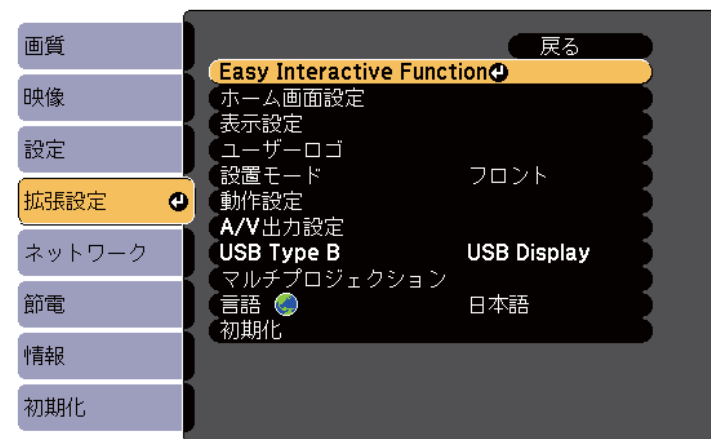 画質
映像
設定
拡張設定
ネットワーク
節電
情報
初期化
戻る
Easy Interactive Function
ホーム画面設定
表示設定
ユーザーロゴ
設置モード フロント
動作設定
A/V出力設定
USB Type B USB Display
マルチプロジェクション
言語 日本語
初期化